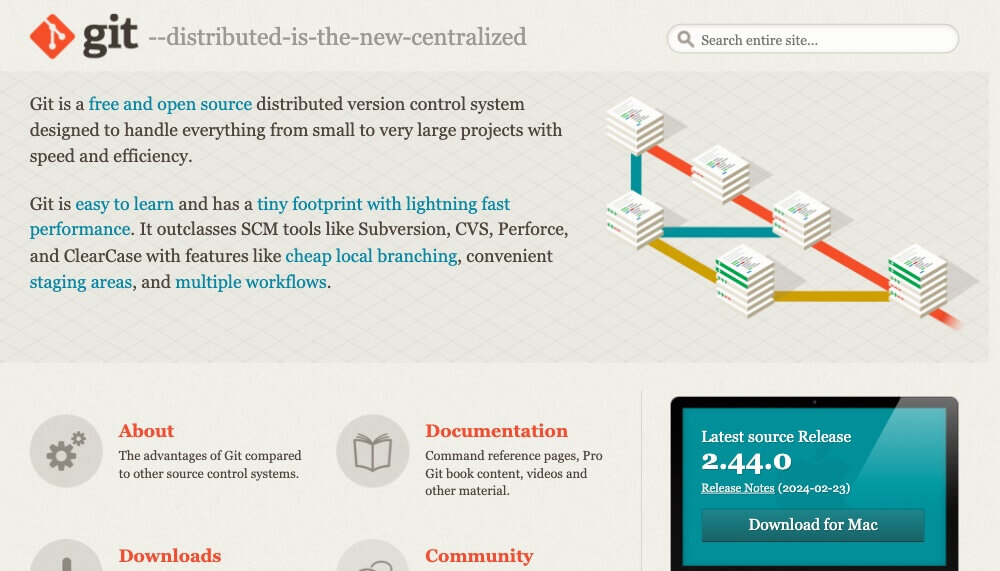 git --distributed-is-the-new-centralized
Search entire site...
Git is a free and open source distributed version control system
designed to handle everything from small to very large projects with
speed and efficiency.
Git is easy to learn and has a tiny footprint with lightning fast
performance. It outclasses SCM tools like Subversion, CVS, Perforce,
and ClearCase with features like cheap local branching, convenient
staging areas, and multiple workflows.
About
The advantages of Git compared
to other source control systems.
Documentation
Command reference pages, Pro
Git book content, videos and
other material.
Latest source Release
2.44.0
Release Notes (2024-02-23)
Download for Mac
Downloads
Community